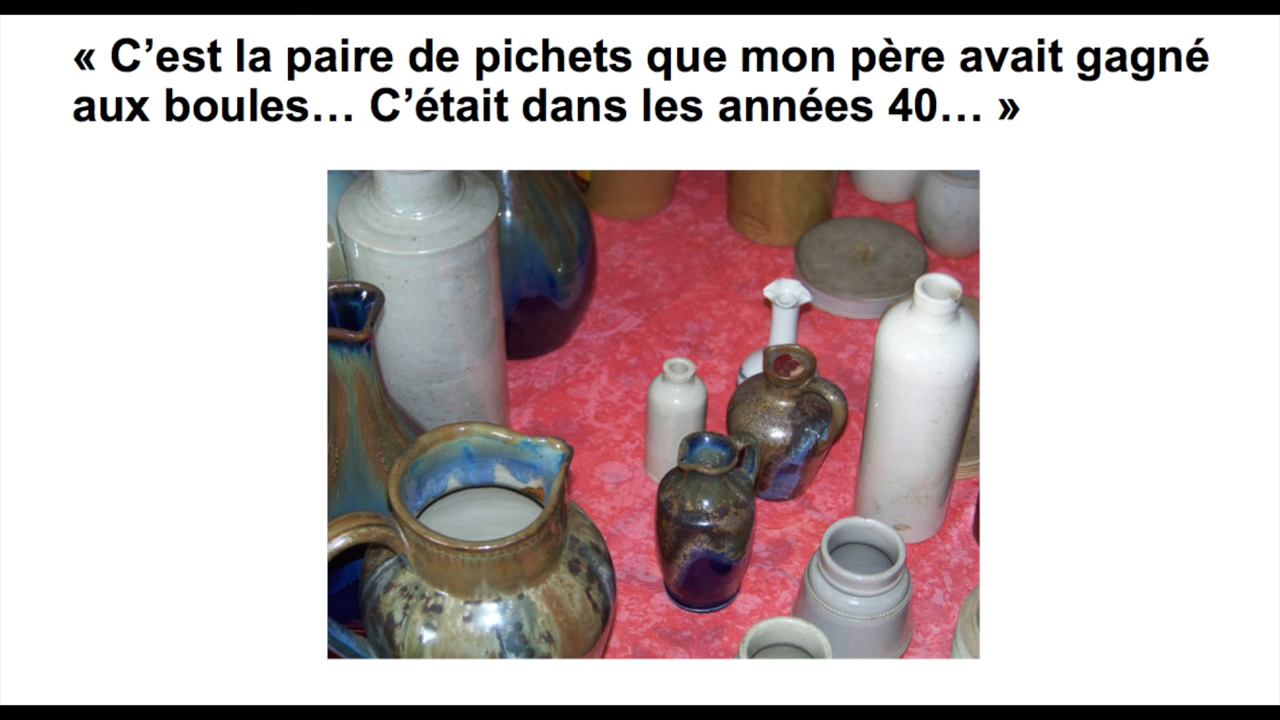 « C’est la paire de pichets que mon père avait gagné
aux boules… C’était dans les années 40… »